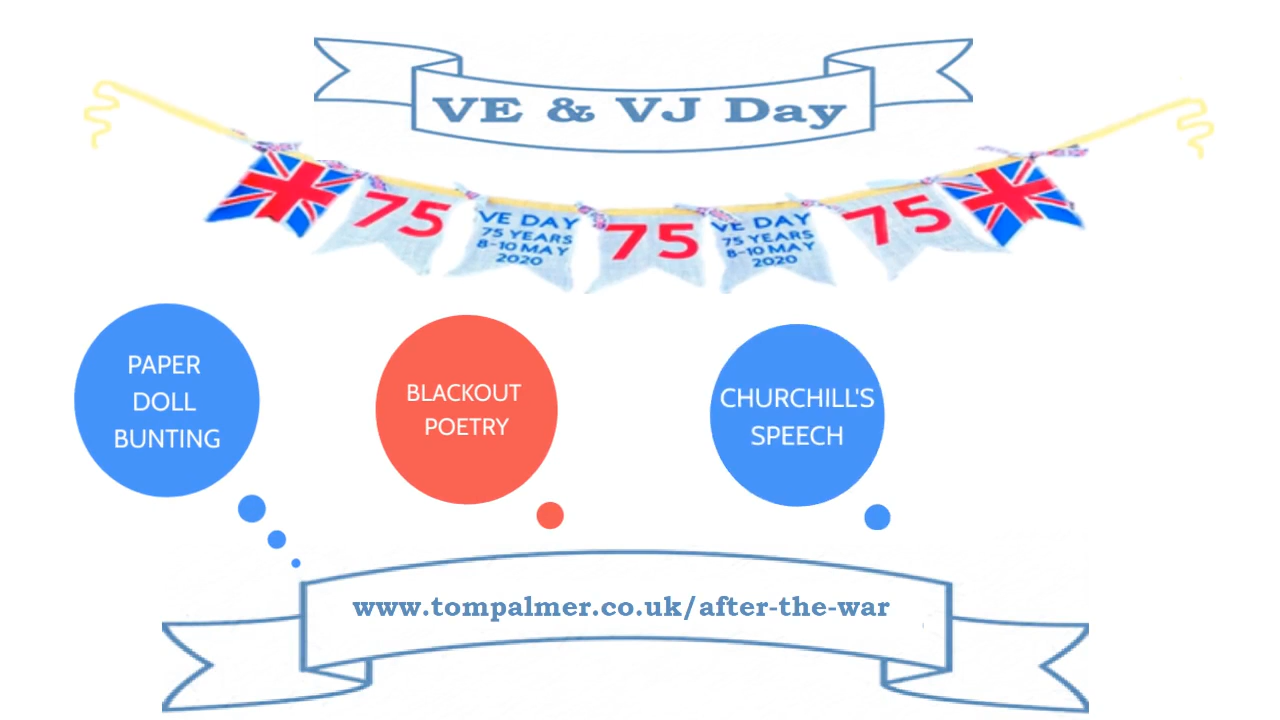 VE & VJ Day
75
VE DAY
75 YEARS
8-10 MAY
2020
75
VE DAY
75 YEARS
8-10 MAY
2020
75
PAPER
DOLL
BUNTING
BLACKOUT
POETRY
CHURCHILL'S
SPEECH
www.tompalmer.co.uk/after-the-war